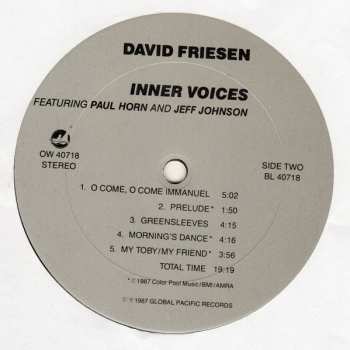 DAVID FRIESEN
INNER VOICES
FEATURING PAUL HORN AND JEFF JOHNSON
OW 40718
STEREO
SIDE TWO
BL 40718
1. O COME, O COME IMMANUEL 5:02
2. PRELUDE* 1:50
3. GREENSLEEVES 4:15
4. MORNING'S DANCE* 4:16
5. MY TOBY/MY FRIEND* 3:56
TOTAL TIME 19:19
* © 1987 Color Pool Music/BMI/AMRA
℗ © 1987 GLOBAL PACIFIC RECORDS